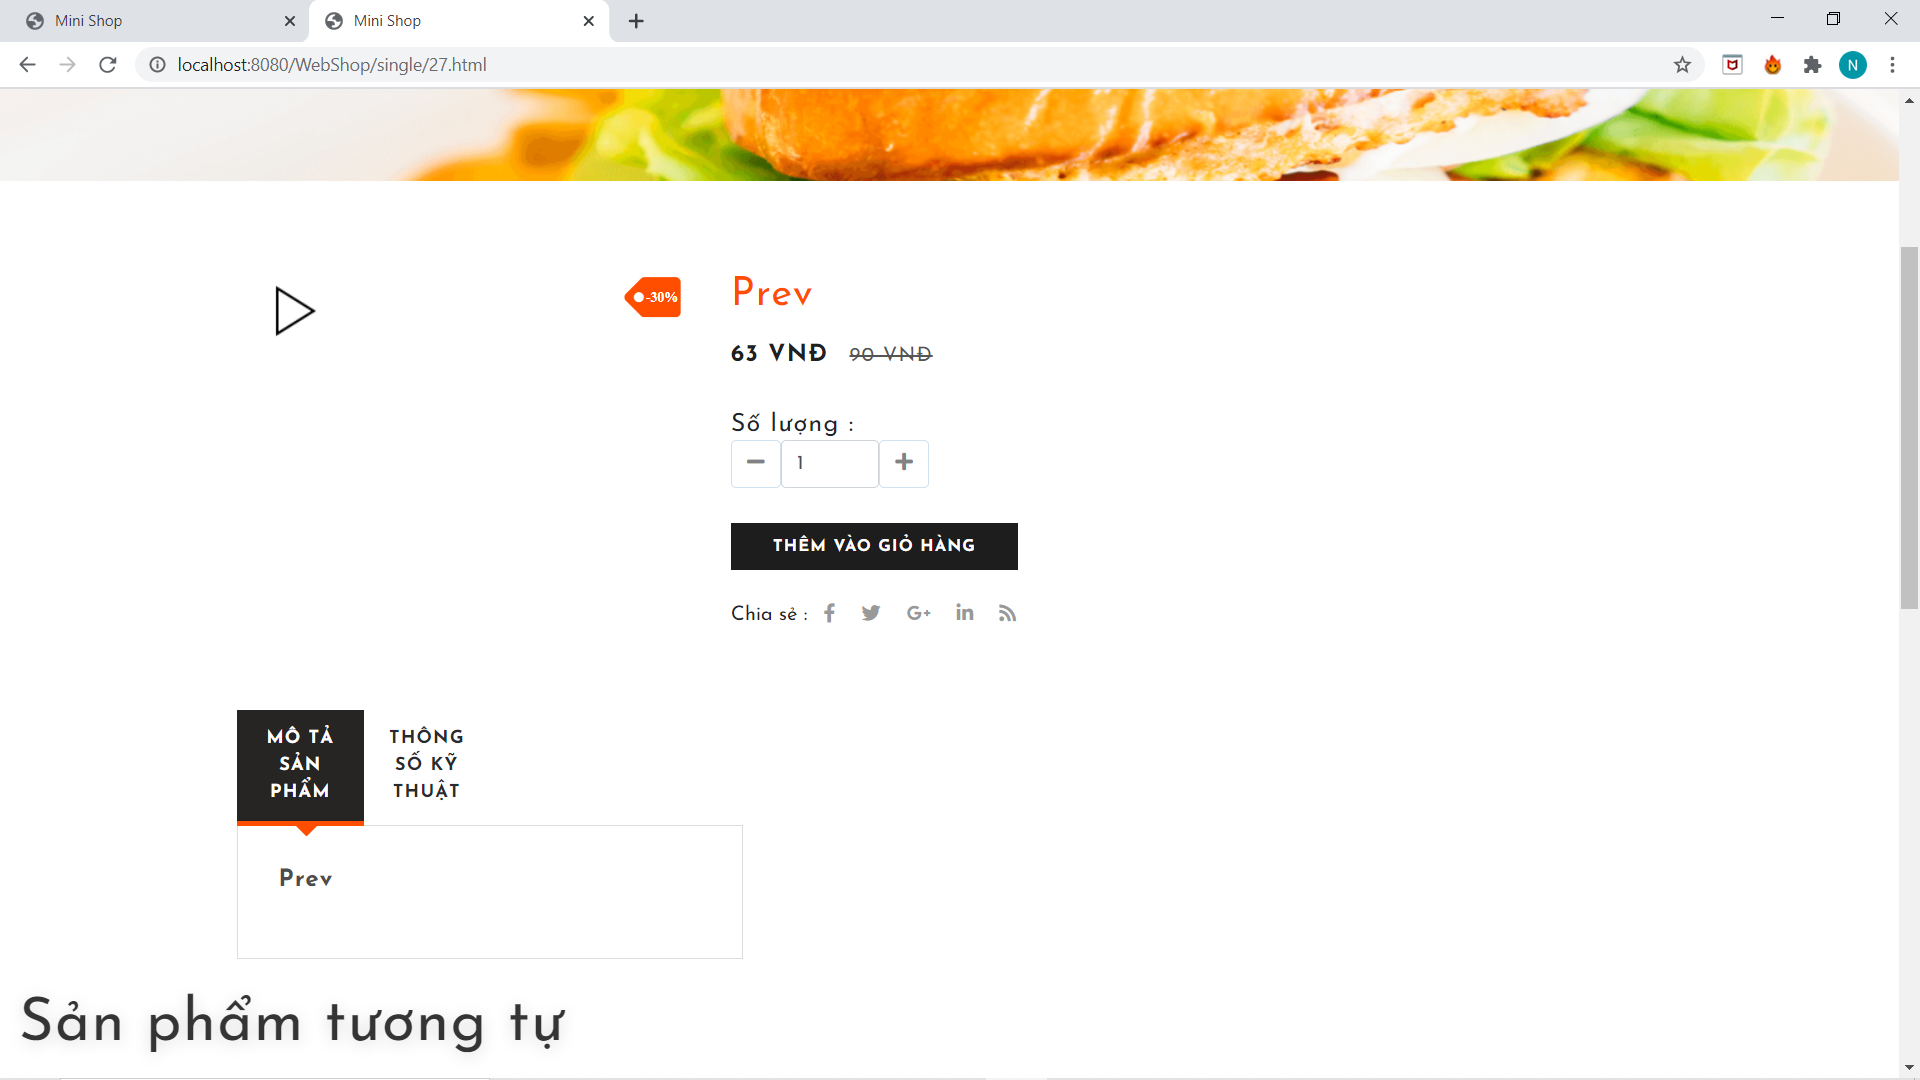 Mini Shop
Mini Shop
localhost:8080/WebShop/single/27.html
N
-30%
Prev
63 VNĐ 90 VNĐ
Số lượng :
1
THÊM VÀO GIỎ HÀNG
Chia sẻ :
MÔ TẢ SẢN PHẨM
THÔNG SỐ KỸ THUẬT
Prev
Sản phẩm tương tự